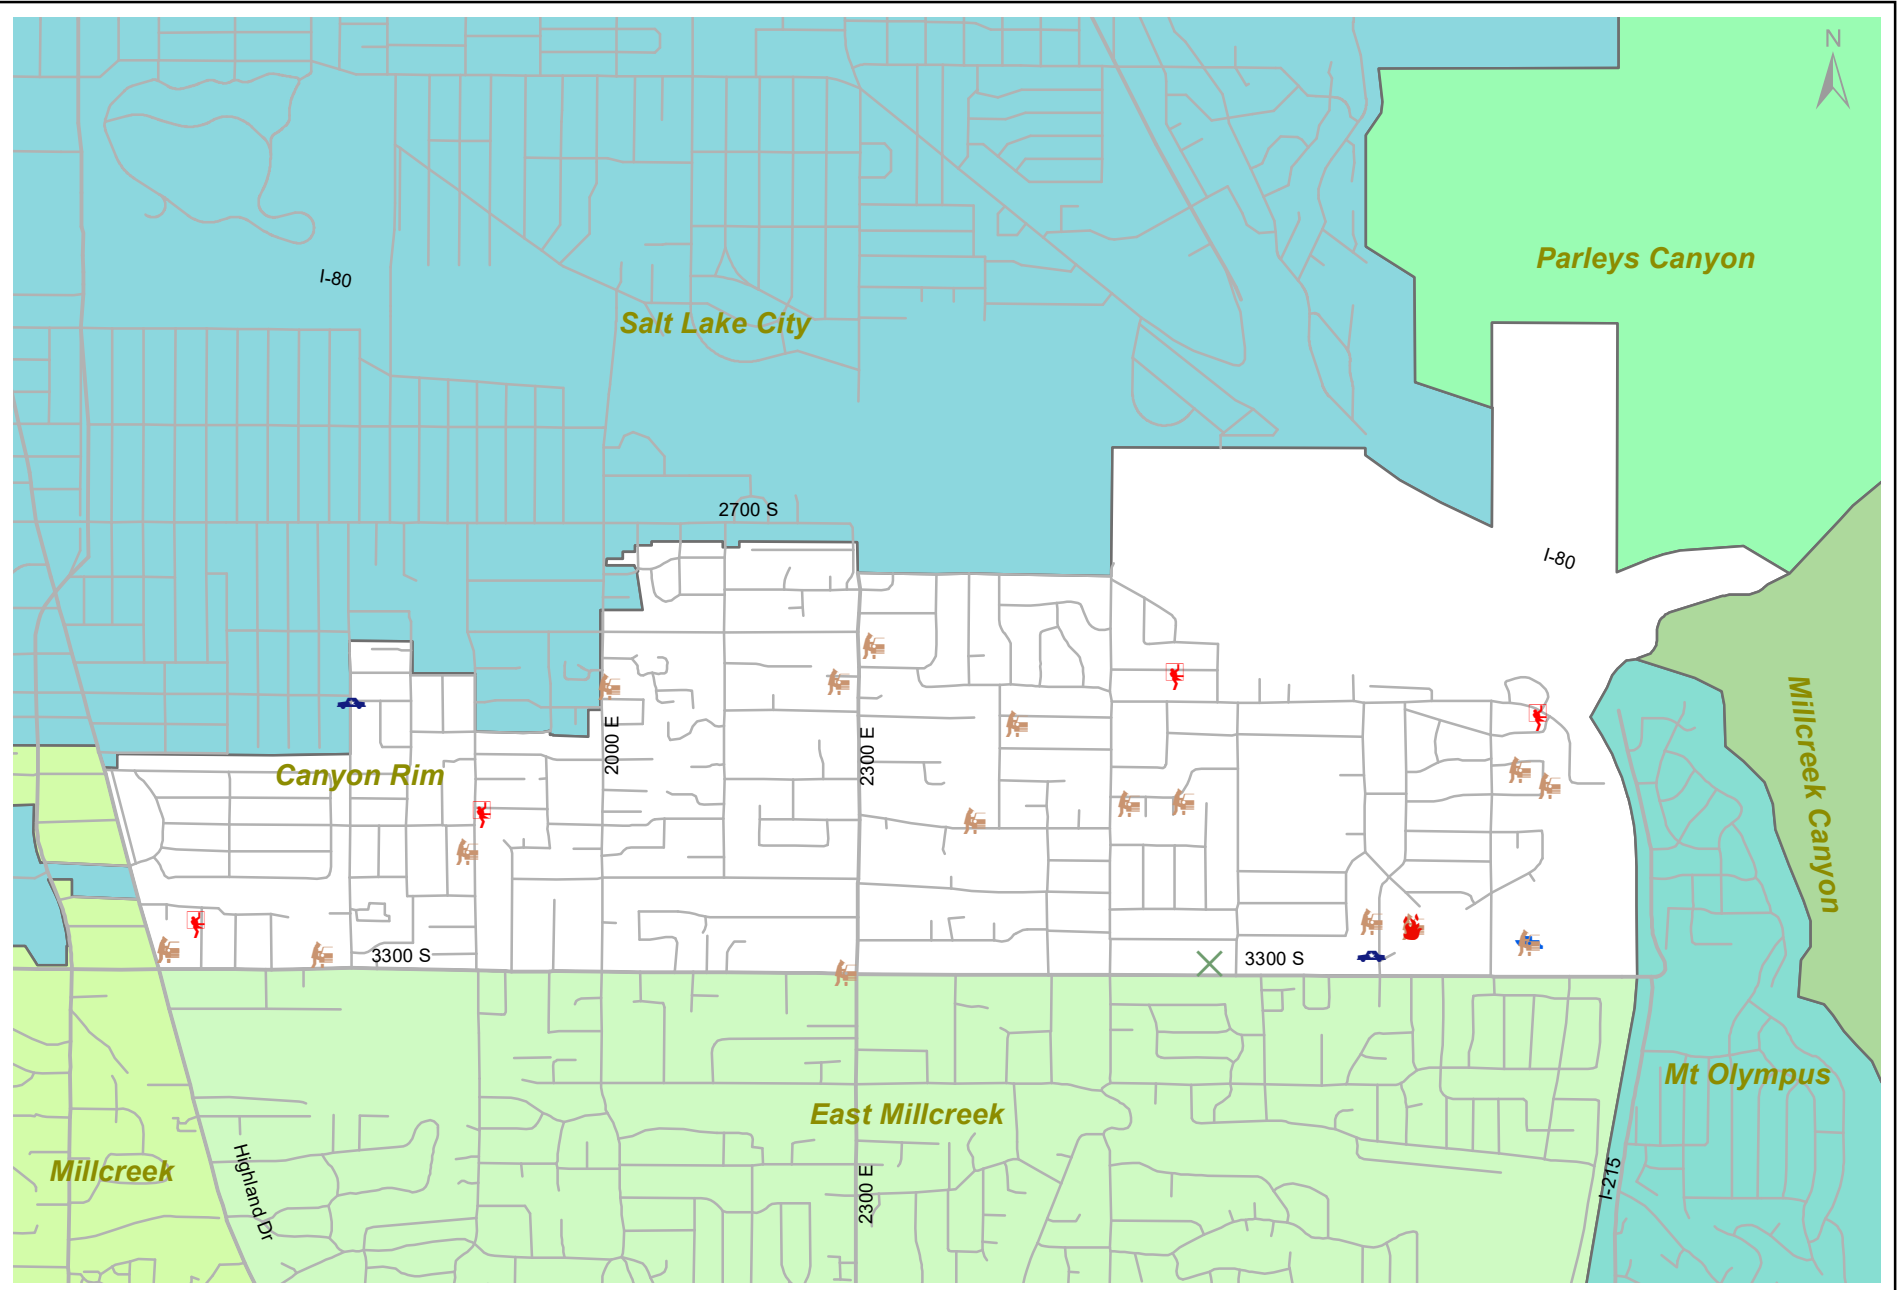 N
Parleys Canyon
I-80
Salt Lake City
2700 S
I-80
2000 E
2300 E
Canyon Rim
Millcreek Canyon
3300 S
3300 S
Mt Olympus
East Millcreek
Millcreek
Highland Dr
2300 E
I-215